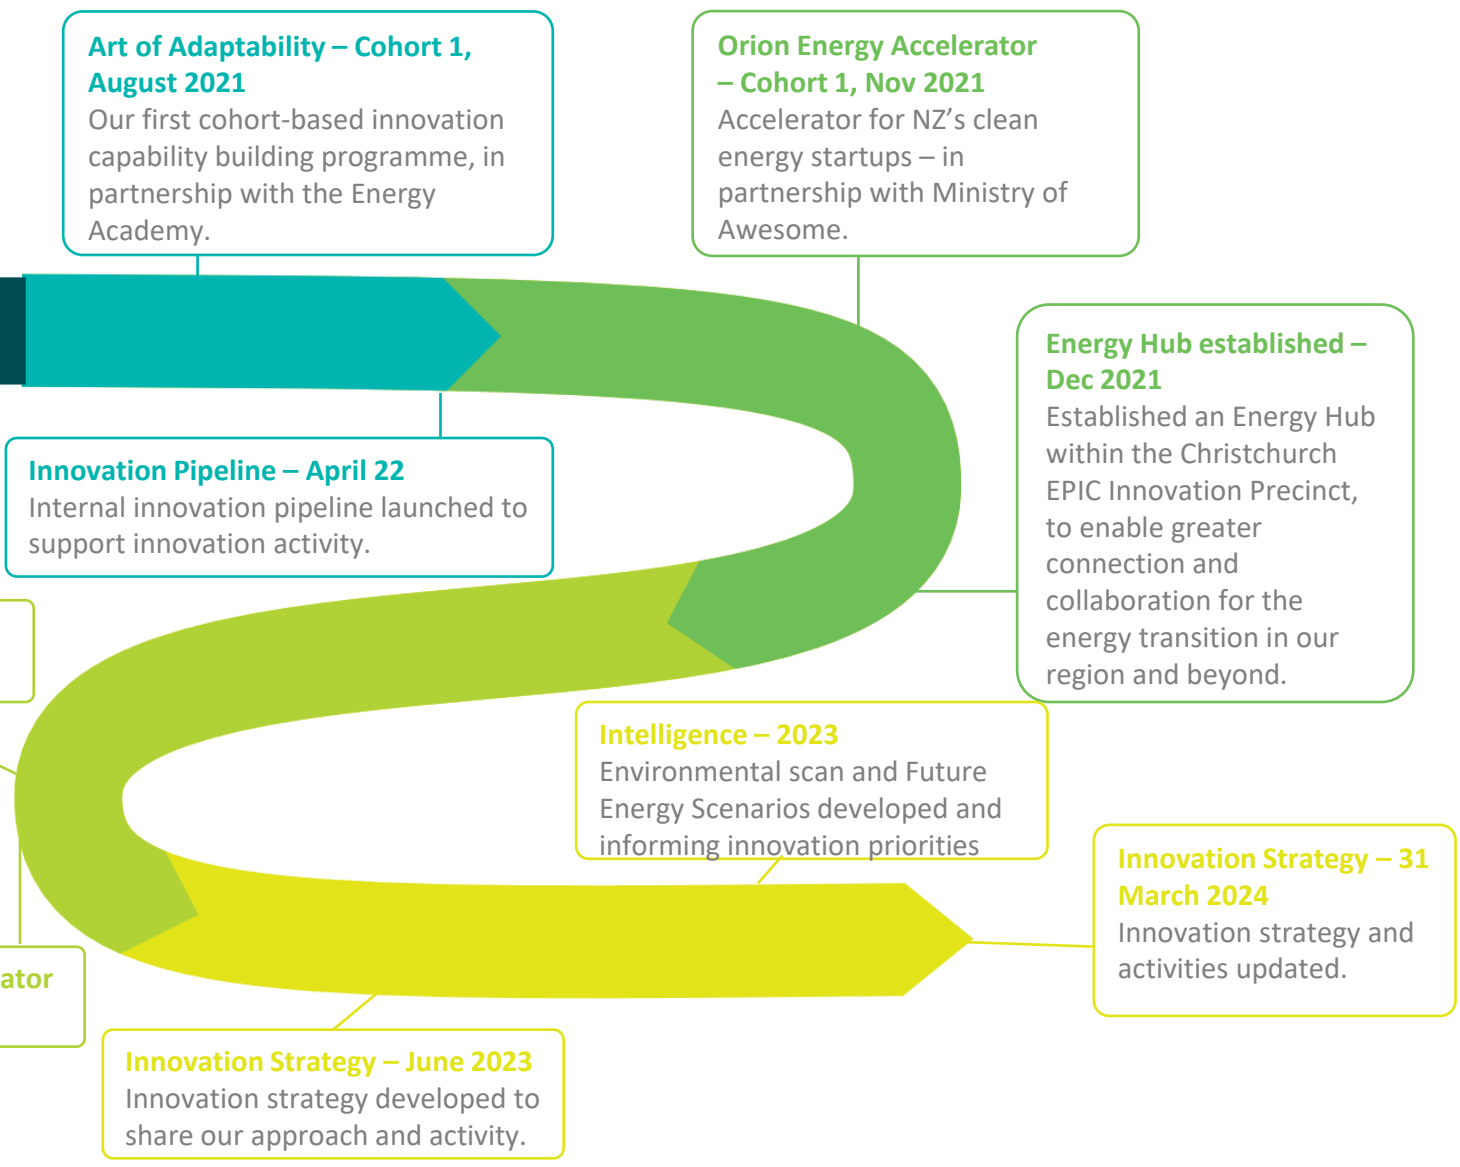 Art of Adaptability – Cohort 1,
August 2021
Our first cohort-based innovation
capability building programme, in
partnership with the Energy
Academy.
Orion Energy Accelerator
– Cohort 1, Nov 2021
Accelerator for NZ's clean
energy startups – in
partnership with Ministry of
Awesome.
Energy Hub established –
Dec 2021
Established an Energy Hub
within the Christchurch
EPIC Innovation Precinct,
to enable greater
connection and
collaboration for the
energy transition in our
region and beyond.
Innovation Pipeline – April 22
Internal innovation pipeline launched to
support innovation activity.
Intelligence – 2023
Environmental scan and Future
Energy Scenarios developed and
informing innovation priorities
Innovation Strategy – 31
March 2024
Innovation strategy and
activities updated.
ator
Innovation Strategy – June 2023
Innovation strategy developed to
share our approach and activity.